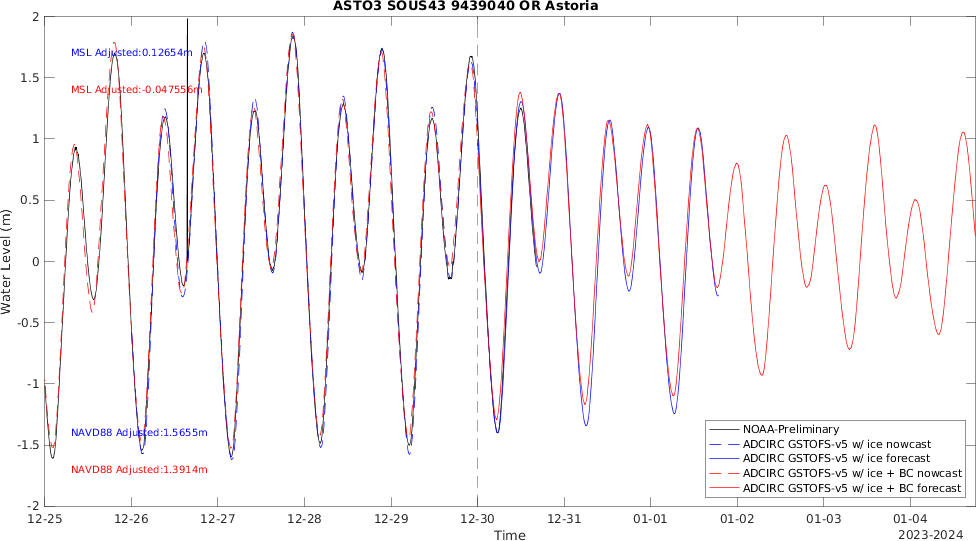 ASTO3 SOUS43 9439040 OR Astoria
2
MSL Adjusted:0.12654m
1.5
MSL Adjusted:-0.047556m
1
0.5
Water Level (m)
0
-0.5
-1
NAVD88 Adjusted:1.5655m
-1.5
NAVD88 Adjusted:1.3914m
-2
NOAA-Preliminary
ADCIRC GSTOFS-v5 w/ ice nowcast
ADCIRC GSTOFS-v5 w/ ice forecast
ADCIRC GSTOFS-v5 w/ ice + BC nowcast
ADCIRC GSTOFS-v5 w/ ice + BC forecast
12-25 12-26 12-27 12-28 12-29 12-30 12-31 01-01 01-02 01-03 01-04
Time
2023-2024